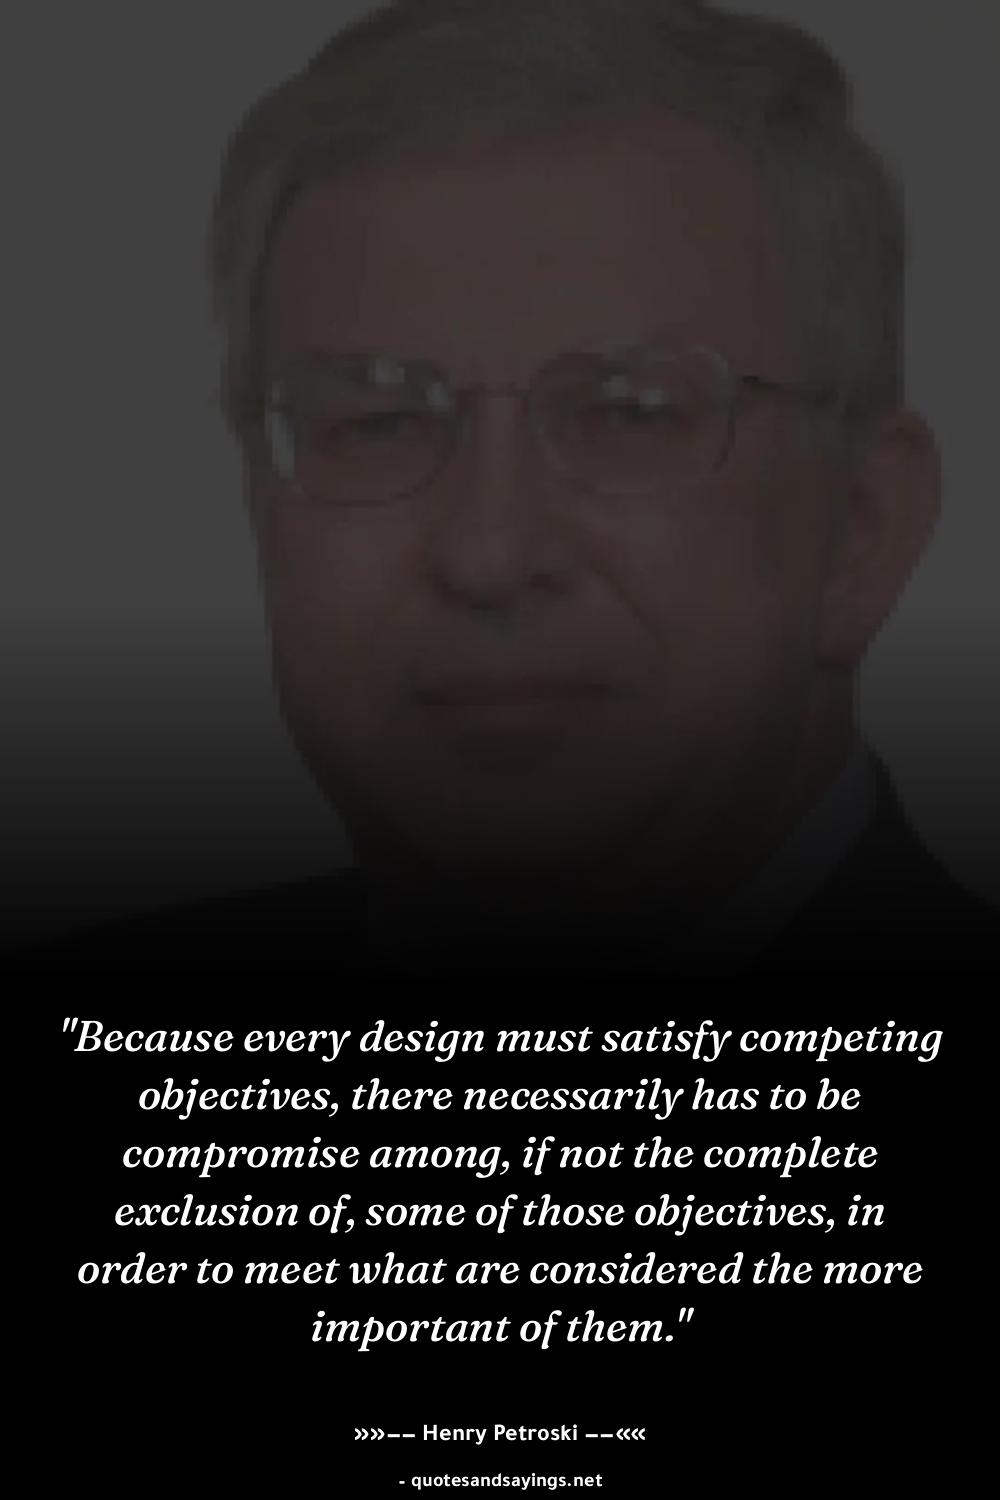 "Because every design must satisfy competing
objectives, there necessarily has to be
compromise among, if not the complete
exclusion of, some of those objectives, in
order to meet what are considered the more
important of them."
»»−− Henry Petroski −−««
- quotesandsayings.net